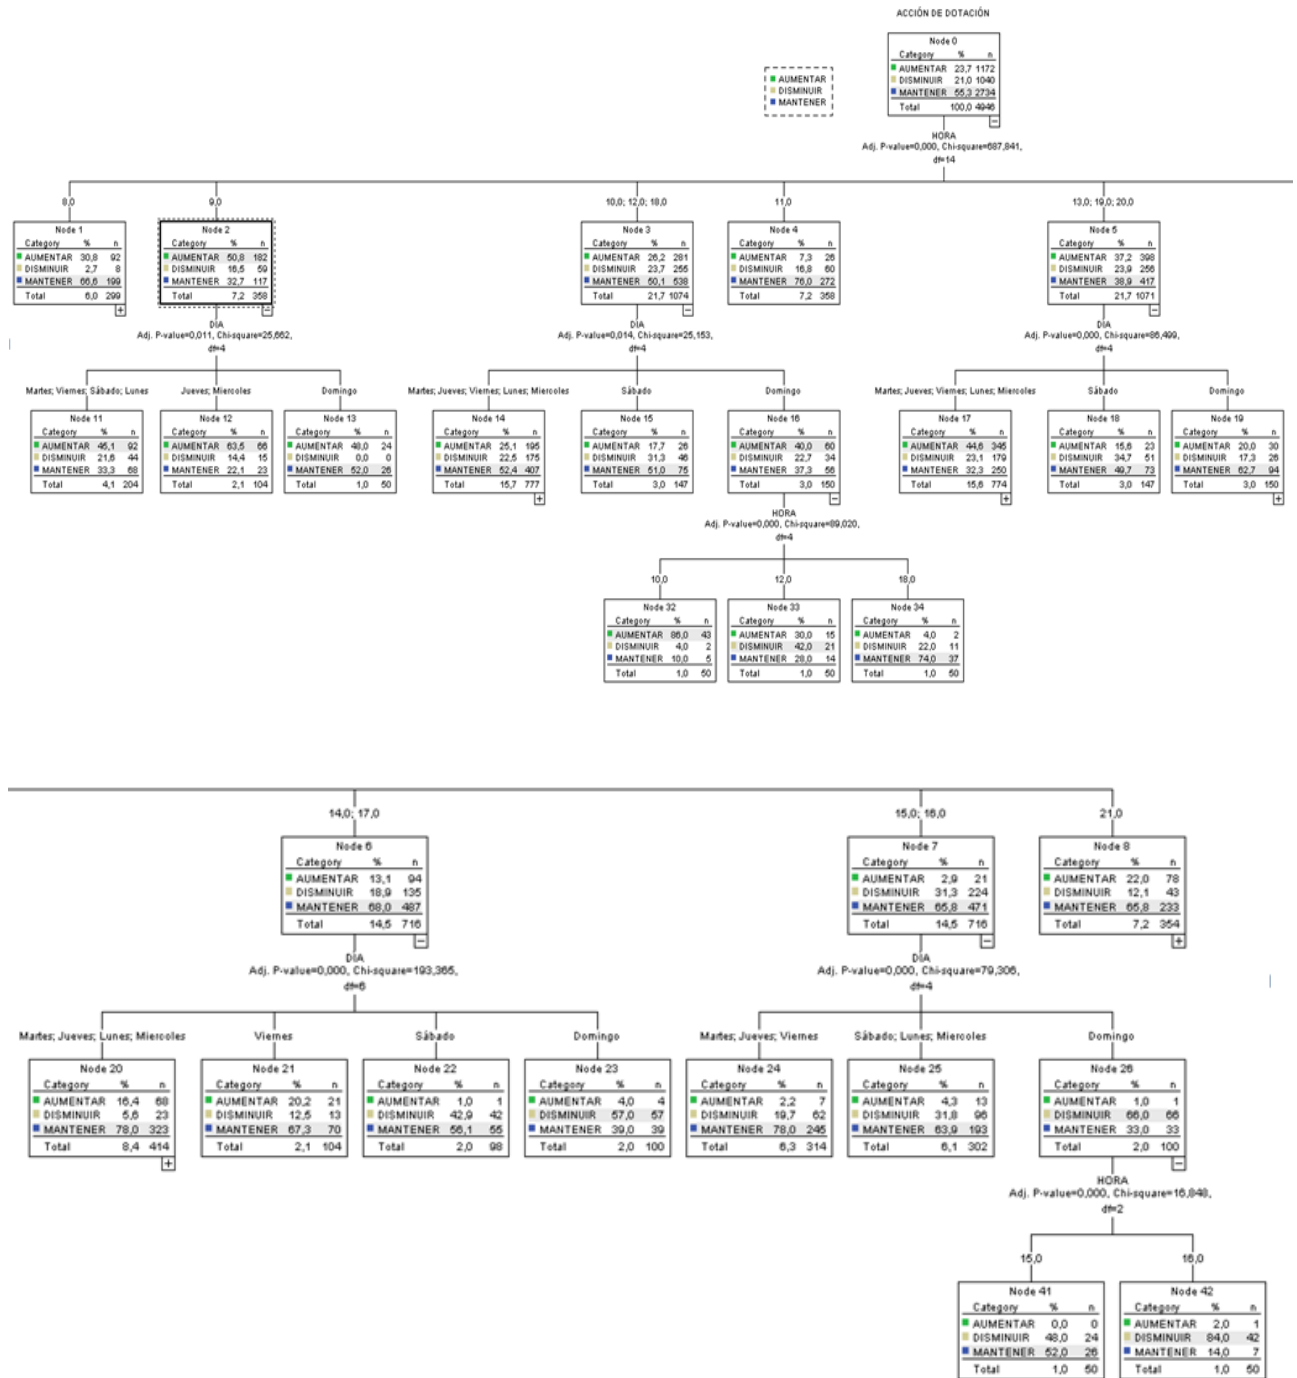 ACCIÓN DE DOTACIÓN
Node 0
Category % n
AUMENTAR 23,7 1172
DISMINUIR 21,0 1040
MANTENER 55,3 2734
Total 100,0 4946
AUMENTAR
DISMINUIR
MANTENER
HORA
Adj. P-value=0,000, Chi-square=687,841,
df=14
8,0
Node 1
Category % n
AUMENTAR 30,8 92
DISMINUIR 2,7 8
MANTENER 66,6 199
Total 6,0 299
9,0
Node 2
Category % n
AUMENTAR 50,8 182
DISMINUIR 16,5 59
MANTENER 32,7 117
Total 7,2 358
10,0; 12,0; 18,0
Node 3
Category % n
AUMENTAR 26,2 281
DISMINUIR 23,7 255
MANTENER 50,1 538
Total 21,7 1074
11,0
Node 4
Category % n
AUMENTAR 7,3 26
DISMINUIR 16,8 60
MANTENER 76,0 272
Total 7,2 358
13,0; 19,0; 20,0
Node 5
Category % n
AUMENTAR 37,2 398
DISMINUIR 23,9 256
MANTENER 38,9 417
Total 21,7 1071
DIA
Adj. P-value=0,011, Chi-square=25,662,
df=4
DIA
Adj. P-value=0,014, Chi-square=25,153,
df=4
DIA
Adj. P-value=0,000, Chi-square=86,499,
df=4
Martes; Viernes; Sábado; Lunes
Node 11
Category % n
AUMENTAR 45,1 92
DISMINUIR 21,6 44
MANTENER 33,3 68
Total 4,1 204
Jueves; Miercoles
Node 12
Category % n
AUMENTAR 63,5 66
DISMINUIR 14,4 15
MANTENER 22,1 23
Total 2,1 104
Domingo
Node 13
Category % n
AUMENTAR 48,0 24
DISMINUIR 0,0 0
MANTENER 52,0 26
Total 1,0 50
Martes; Jueves; Viernes; Lunes; Miercoles
Node 14
Category % n
AUMENTAR 25,1 195
DISMINUIR 22,5 175
MANTENER 52,4 407
Total 15,7 777
Sábado
Node 15
Category % n
AUMENTAR 17,7 26
DISMINUIR 31,3 46
MANTENER 51,0 75
Total 3,0 147
Domingo
Node 16
Category % n
AUMENTAR 40,0 60
DISMINUIR 22,7 34
MANTENER 37,3 56
Total 3,0 150
Martes; Jueves; Viernes; Lunes; Miercoles
Node 17
Category % n
AUMENTAR 44,6 345
DISMINUIR 23,1 179
MANTENER 32,3 250
Total 15,6 774
Sábado
Node 18
Category % n
AUMENTAR 15,6 23
DISMINUIR 34,7 51
MANTENER 49,7 73
Total 3,0 147
Domingo
Node 19
Category % n
AUMENTAR 20,0 30
DISMINUIR 17,3 26
MANTENER 62,7 94
Total 3,0 150
HORA
Adj. P-value=0,000, Chi-square=89,020,
df=4
10,0
Node 32
Category % n
AUMENTAR 86,0 43
DISMINUIR 4,0 2
MANTENER 10,0 5
Total 1,0 50
12,0
Node 33
Category % n
AUMENTAR 30,0 15
DISMINUIR 42,0 21
MANTENER 28,0 14
Total 1,0 50
18,0
Node 34
Category % n
AUMENTAR 4,0 2
DISMINUIR 22,0 11
MANTENER 74,0 37
Total 1,0 50
14,0; 17,0
Node 6
Category % n
AUMENTAR 13,1 94
DISMINUIR 18,9 135
MANTENER 68,0 487
Total 14,5 716
15,0; 16,0
Node 7
Category % n
AUMENTAR 2,9 21
DISMINUIR 31,3 224
MANTENER 65,8 471
Total 14,5 716
21,0
Node 8
Category % n
AUMENTAR 22,0 78
DISMINUIR 12,1 43
MANTENER 65,8 233
Total 7,2 354
DIA
Adj. P-value=0,000, Chi-square=193,365,
df=6
DIA
Adj. P-value=0,000, Chi-square=79,306,
df=4
Martes; Jueves; Lunes; Miercoles
Node 20
Category % n
AUMENTAR 16,4 68
DISMINUIR 5,6 23
MANTENER 78,0 323
Total 8,4 414
Viernes
Node 21
Category % n
AUMENTAR 20,2 21
DISMINUIR 12,5 13
MANTENER 67,3 70
Total 2,1 104
Sábado
Node 22
Category % n
AUMENTAR 1,0 1
DISMINUIR 42,9 42
MANTENER 56,1 55
Total 2,0 98
Domingo
Node 23
Category % n
AUMENTAR 4,0 4
DISMINUIR 57,0 57
MANTENER 39,0 39
Total 2,0 100
Martes; Jueves; Viernes
Node 24
Category % n
AUMENTAR 2,2 7
DISMINUIR 19,7 62
MANTENER 78,0 245
Total 6,3 314
Sábado; Lunes; Miercoles
Node 25
Category % n
AUMENTAR 4,3 13
DISMINUIR 31,8 96
MANTENER 63,9 193
Total 6,1 302
Domingo
Node 26
Category % n
AUMENTAR 1,0 1
DISMINUIR 66,0 66
MANTENER 33,0 33
Total 2,0 100
HORA
Adj. P-value=0,000, Chi-square=16,848,
df=2
15,0
Node 41
Category % n
AUMENTAR 0,0 0
DISMINUIR 48,0 24
MANTENER 52,0 26
Total 1,0 50
16,0
Node 42
Category % n
AUMENTAR 2,0 1
DISMINUIR 84,0 42
MANTENER 14,0 7
Total 1,0 50